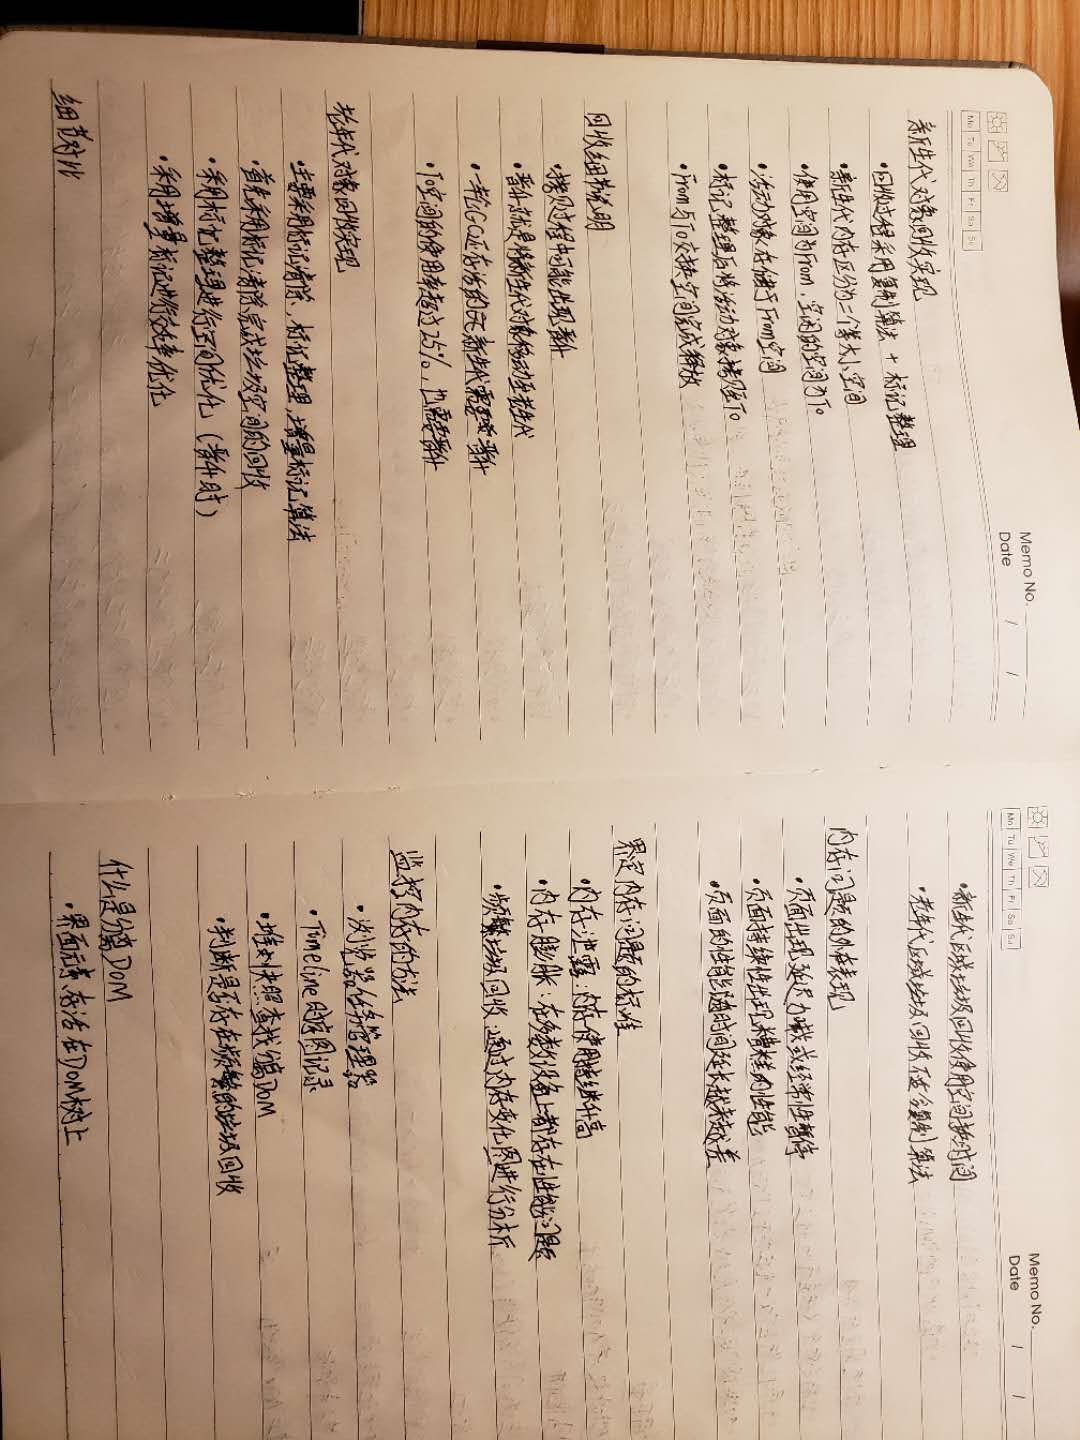 Memo No.
Date / /
Mo Tu We Th Fr Sa Su
新生代对象回收实现
•回收过程采用复制算法 + 标记整理
•新生代内存区分为二个等大小空间
•使用空间为From，空闲的空间为To
•活动对象存储于From空间
•标记整理后将活动对象拷贝至To
•From与To交换空间完成释放
回收细节说明
•拷贝过程中可能出现晋升
•晋升就是将新生代对象移动至老生代
•一轮GC还存活的新生代需要晋升
•To空间的使用率超过25%，也需要晋升
老年代对象回收实现
•主要采用标记清除，标记整理，增量标记算法
•首先采用标记清除完成垃圾空间的回收
•采用标记整理进行空间优化（晋升时）
•采用增量标记进行效率优化
细节对比
Memo No.
Date / /
Mo Tu We Th Fr Sa Su
•新生代区域垃圾回收使用空间换时间
•老年代区域垃圾回收不适合复制算法
内存问题的外在表现
•页面出现延迟加载或经常性暂停
•页面持续性出现糟糕的性能
•页面的性能随时间延长越来越差
界定内存问题的标准
•内存泄露：内存使用持续升高
•内存膨胀：在多数设备上都存在性能问题
•频繁垃圾回收：通过内存变化图进行分析
监控内存的方法
•浏览器任务管理器
•Timeline时序图记录
•堆快照查找分离DOM
•判断是否存在频繁的垃圾回收
什么是分离DOM
•界面元素存活在DOM树上